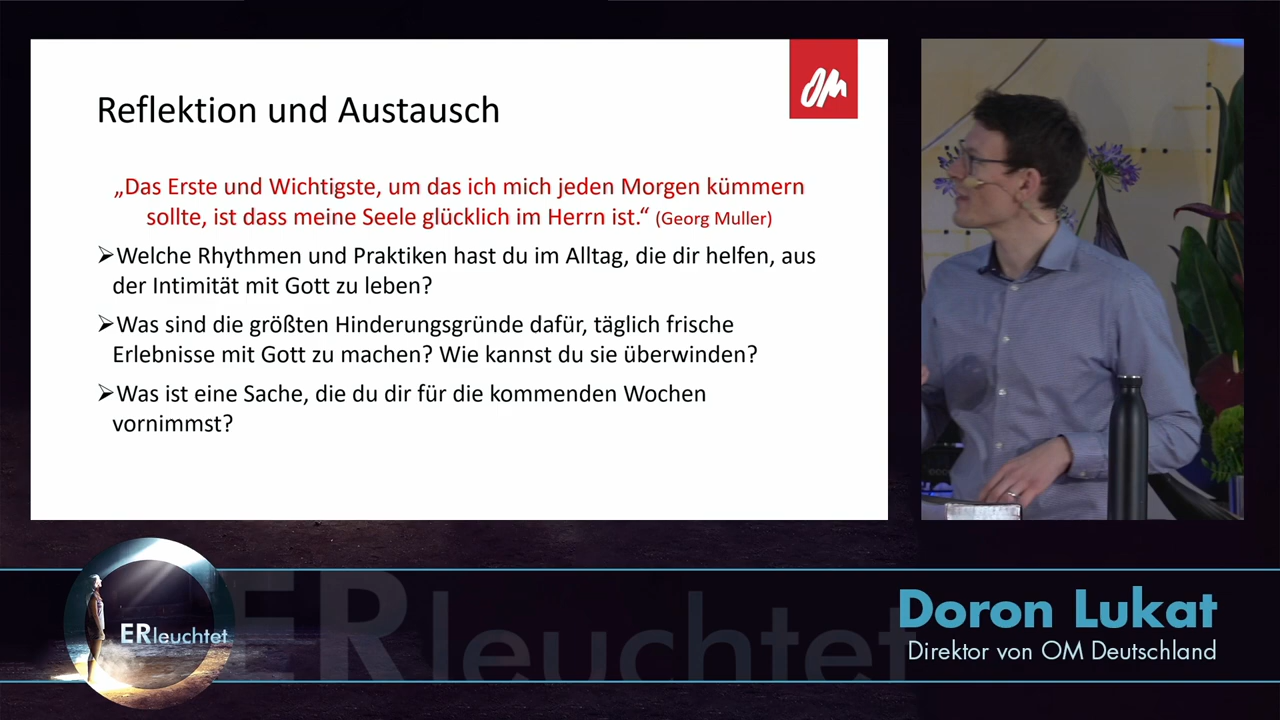 Reflektion und Austausch
OM
„Das Erste und Wichtigste, um das ich mich jeden Morgen kümmern
sollte, ist dass meine Seele glücklich im Herrn ist.“ (Georg Muller)
➢Welche Rhythmen und Praktiken hast du im Alltag, die dir helfen, aus
der Intimität mit Gott zu leben?
➢Was sind die größten Hinderungsgründe dafür, täglich frische
Erlebnisse mit Gott zu machen? Wie kannst du sie überwinden?
➢Was ist eine Sache, die du dir für die kommenden Wochen
vornimmst?
ERleuchtet
ERleuchtet
Doron Lukat
Direktor von OM Deutschland